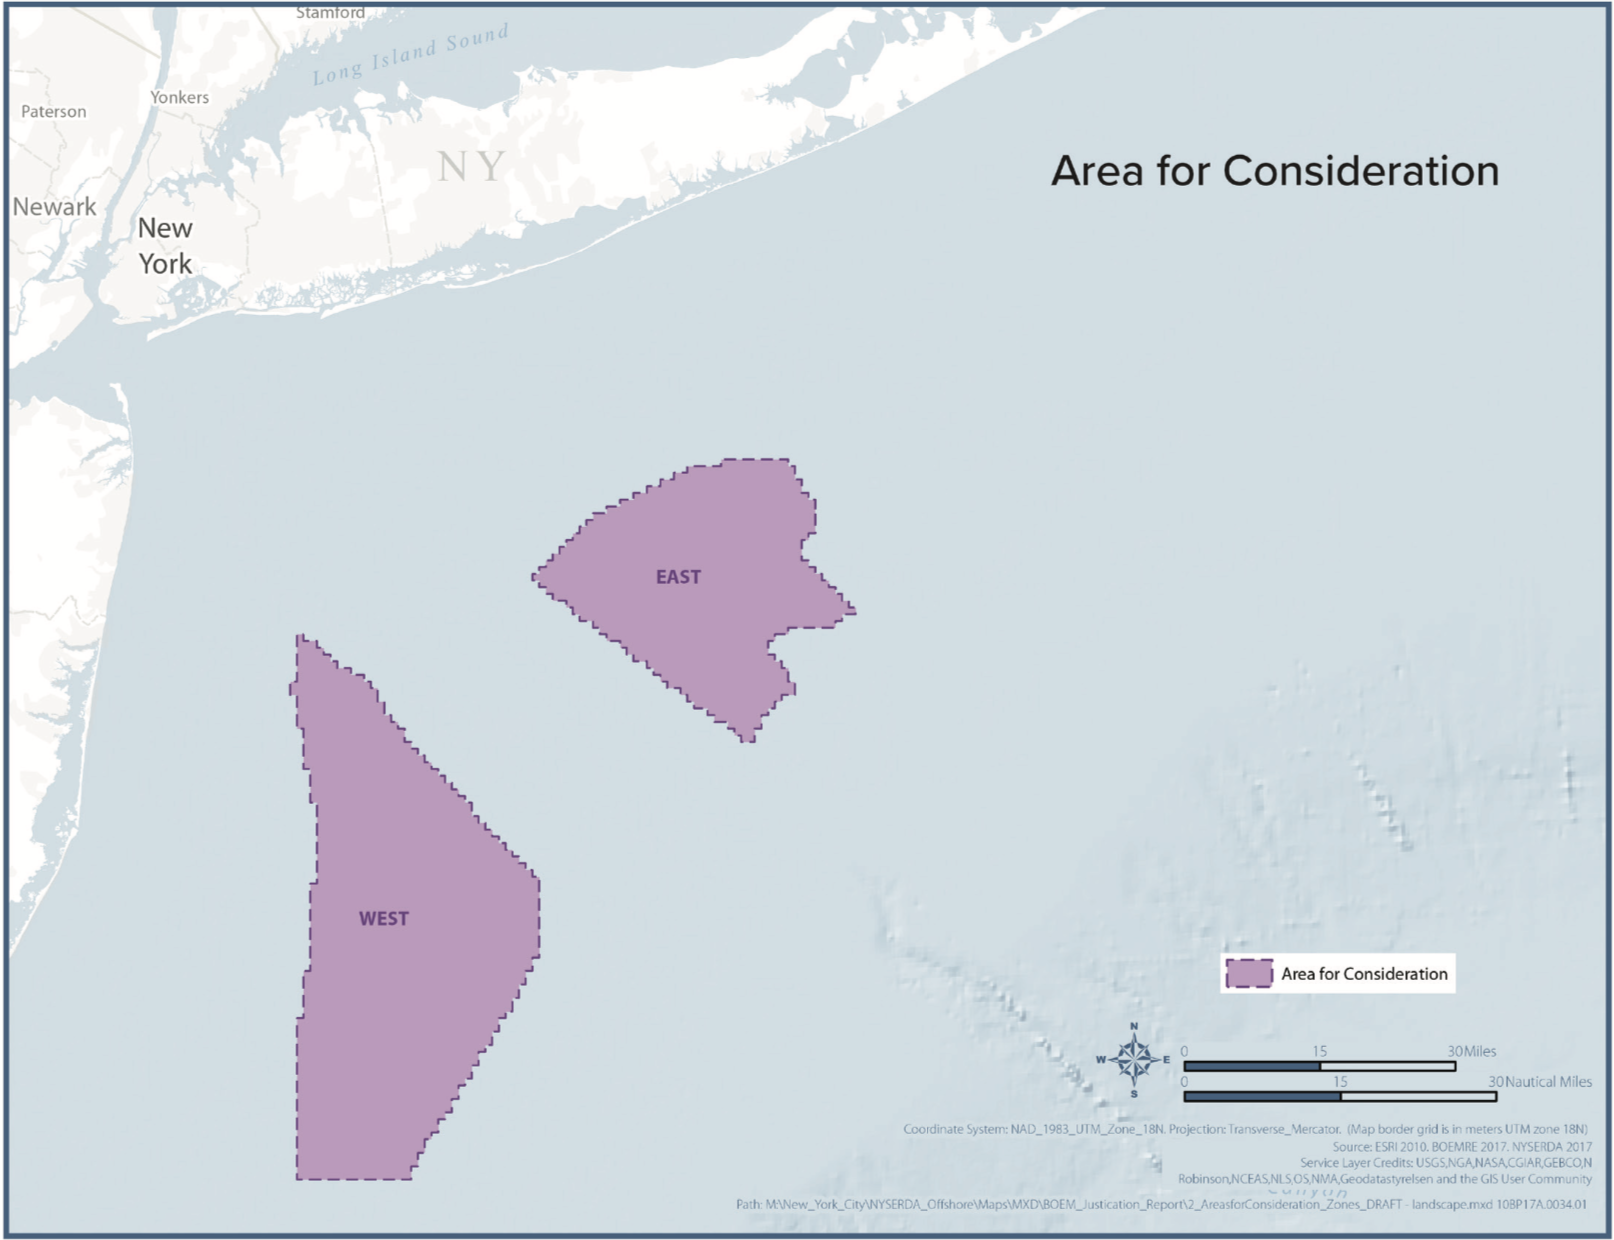 Stamford
Long Island Sound
Yonkers
Paterson
NY
Area for Consideration
Newark
New
York
EAST
WEST
Area for Consideration
N
W E
S
0 15 30 Miles
0 15 30 Nautical Miles
Coordinate System: NAD_1983_UTM_Zone_18N. Projection: Transverse_Mercator. (Map border grid is in meters UTM zone 18N)
Source: ESRI 2010. BOEMRE 2017. NYSERDA 2017
Service Layer Credits: USGS,NGA,NASA,CGIAR,GEBCO,N
Robinson,NCEAS,NLS,OS,NMA,Geodatastyrelsen and the GIS User Community
Canyon
Path: M:\New_York_City\NYSERDA_Offshore\Maps\MXD\BOEM_Justication_Report\2_AreasforConsideration_Zones_DRAFT - landscape.mxd 108P17A.0034.01